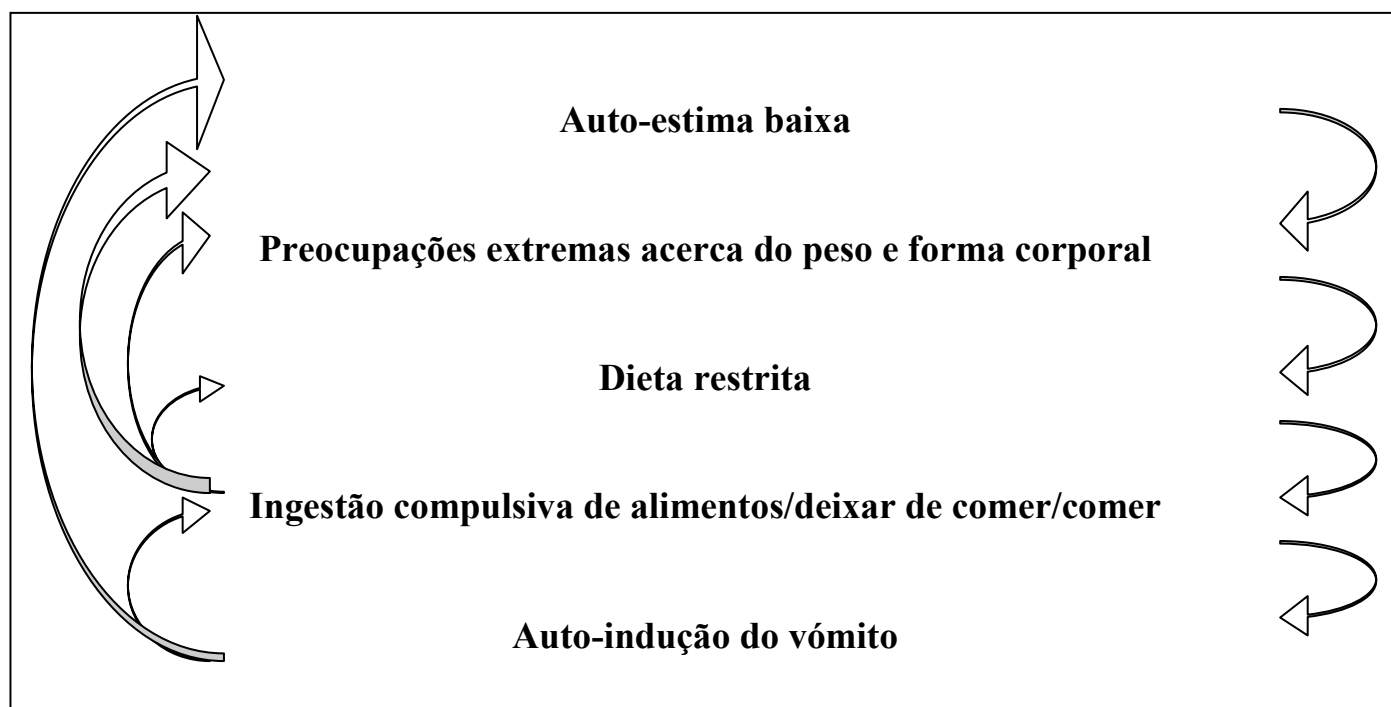 Auto-estima baixa
Preocupações extremas acerca do peso e forma corporal
Dieta restrita
Ingestão compulsiva de alimentos/deixar de comer/comer
Auto-indução do vómito